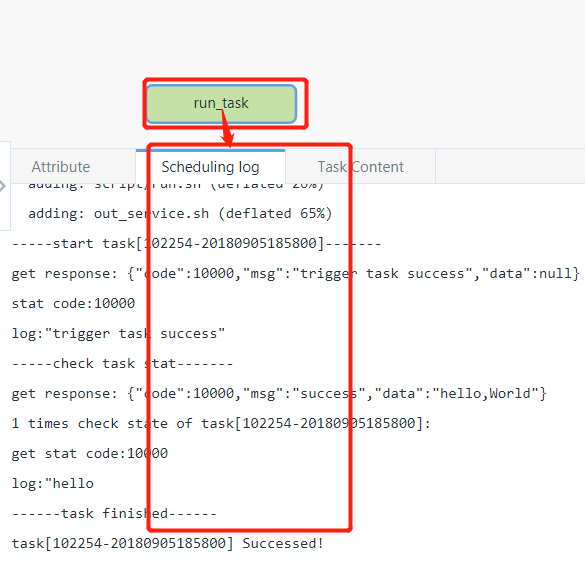 run_task
Attribute Scheduling log Task Content
adding: script/run.sh (deflated 20%)
adding: out_service.sh (deflated 65%)
-----start task[102254-20180905185800]-------
get response: {"code":10000,"msg":"trigger task success","data":null}
stat code:10000
log:"trigger task success"
-----check task stat-------
get response: {"code":10000,"msg":"success","data":"hello,World"}
1 times check state of task[102254-20180905185800]:
get stat code:10000
log:"hello
------task finished------
task[102254-20180905185800] Successed!